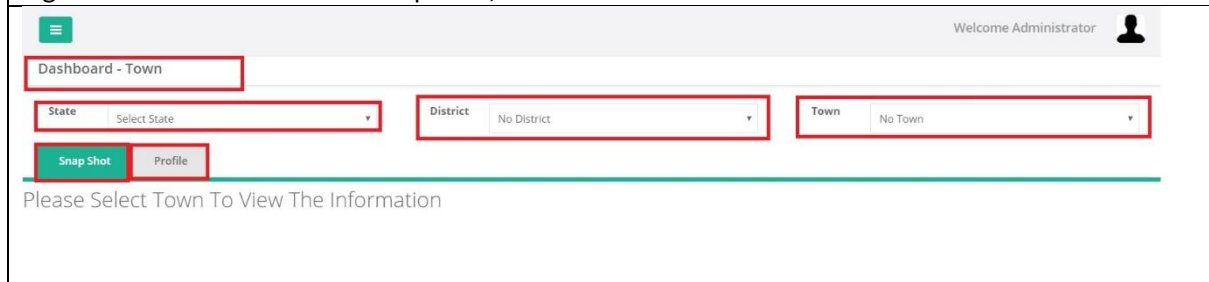 Welcome Administrator
Dashboard - Town
State Select State District No District Town No Town
Snap Shot Profile
Please Select Town To View The Information